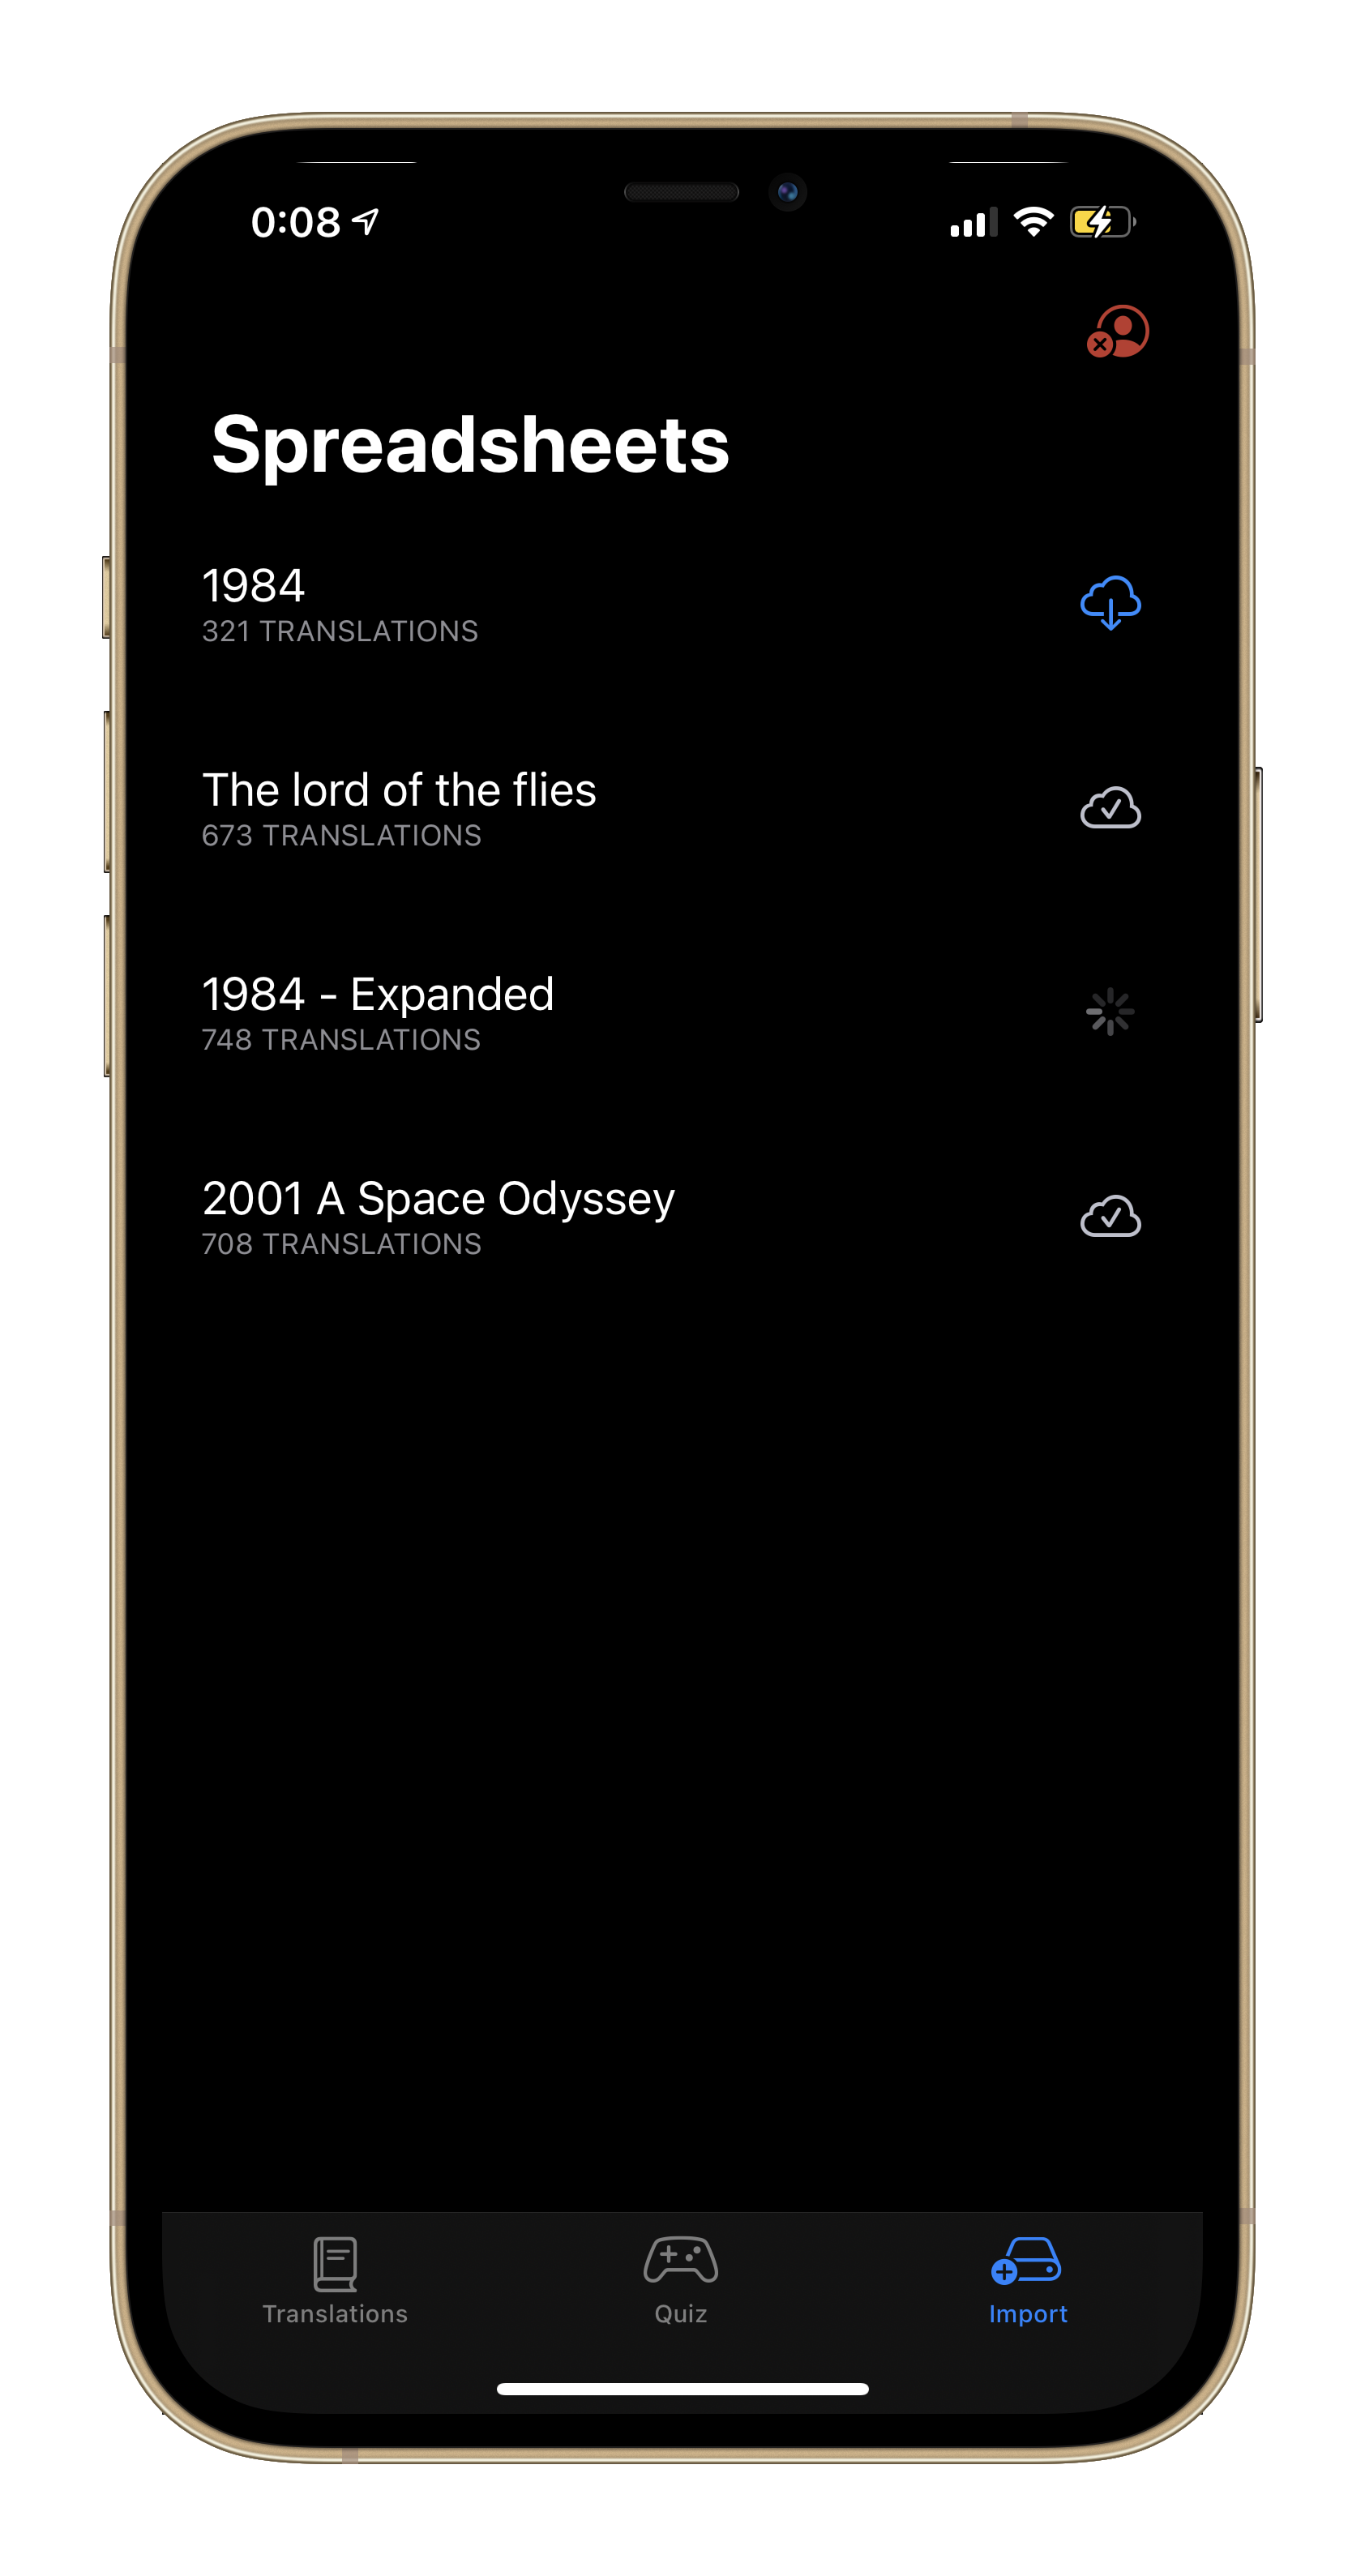 0:08
Spreadsheets
1984
321 TRANSLATIONS
The lord of the flies
673 TRANSLATIONS
1984 - Expanded
748 TRANSLATIONS
2001 A Space Odyssey
708 TRANSLATIONS
Translations
Quiz
Import